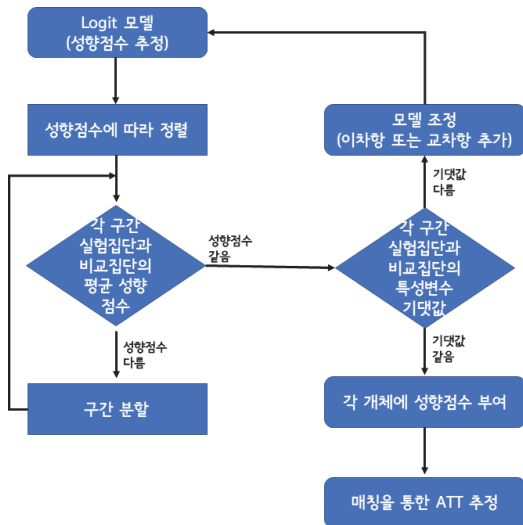 Logit 모델
(성향점수 추정)
성향점수에 따라 정렬
각 구간
실험집단과
비교집단의
평균 성향
점수
성향점수
같음
성향점수
다름
구간 분할
모델 조정
(이차항 또는 교차항 추가)
기댓값
다름
각 구간
실험집단과
비교집단의
특성변수
기댓값
기댓값
같음
각 개체에 성향점수 부여
매칭을 통한 ATT 추정